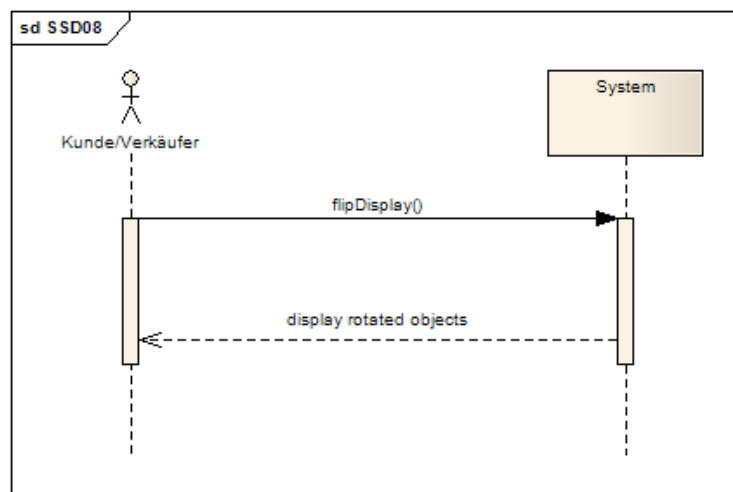 sd SSD08
Kunde/Verkäufer
System
flipDisplay()
display rotated objects